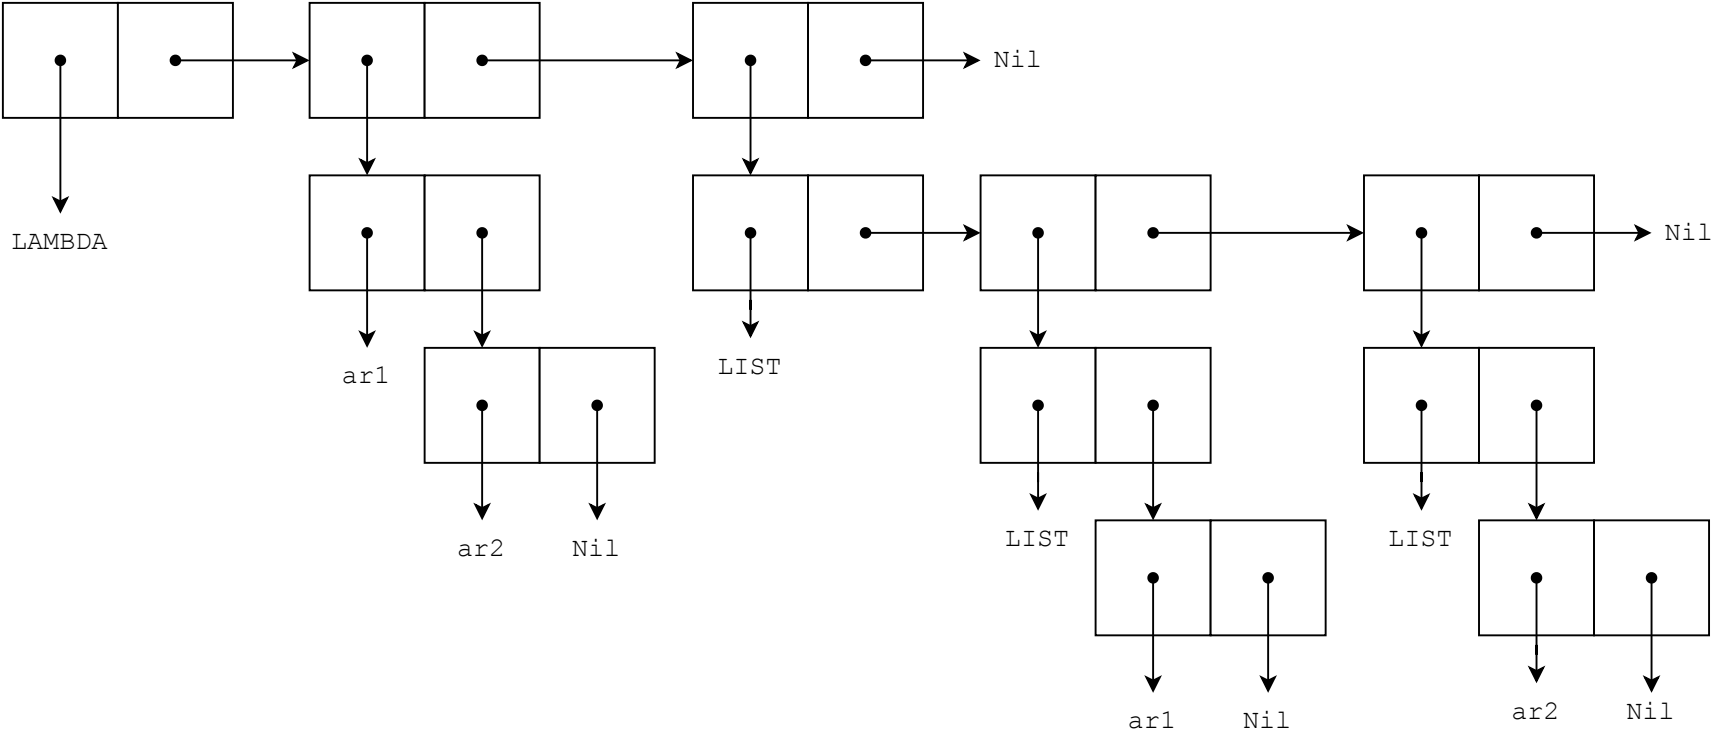 Nil
LAMBDA
Nil
ar1
LIST
ar2 Nil
LIST
LIST
ar1 Nil
ar2 Nil